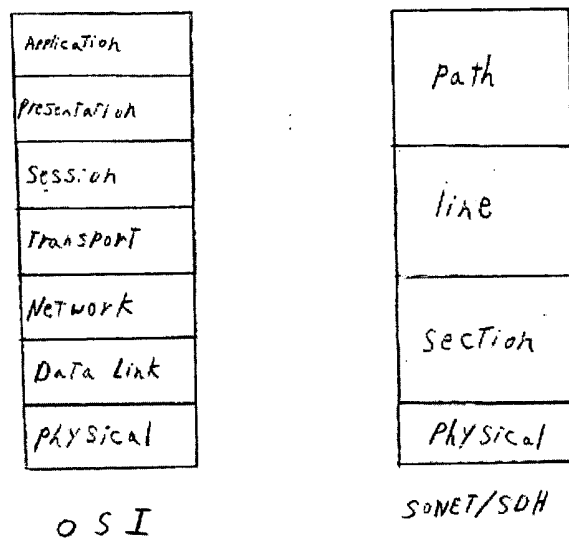 Application
Presentation
Session
Transport
Network
Data Link
Physical
OSI
Path
line
Section
Physical
SONET/SDH